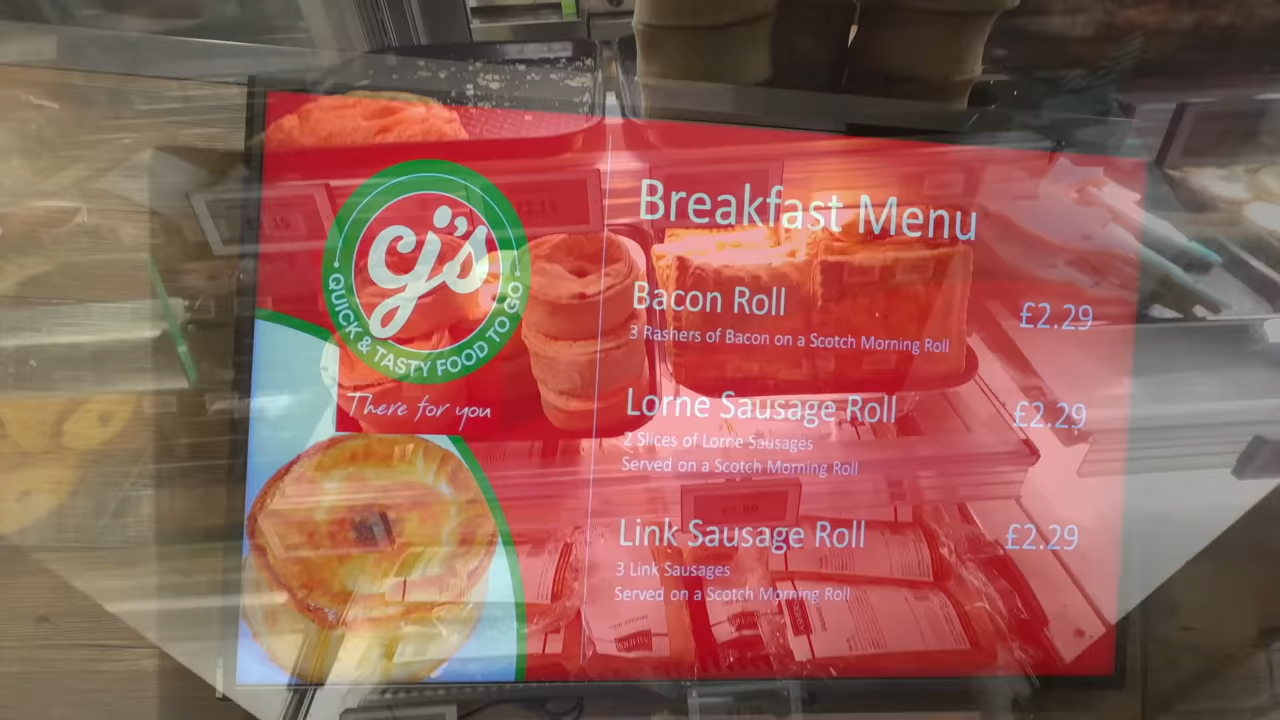 cj's
QUICK & TASTY FOOD TO GO
There for you
Breakfast Menu
Bacon Roll £2.29
3 Rashers of Bacon on a Scotch Morning Roll
Lorne Sausage Roll £2.29
2 Slices of Lorne Sausages
Served on a Scotch Morning Roll
Link Sausage Roll £2.29
3 Link Sausages
Served on a Scotch Morning Roll